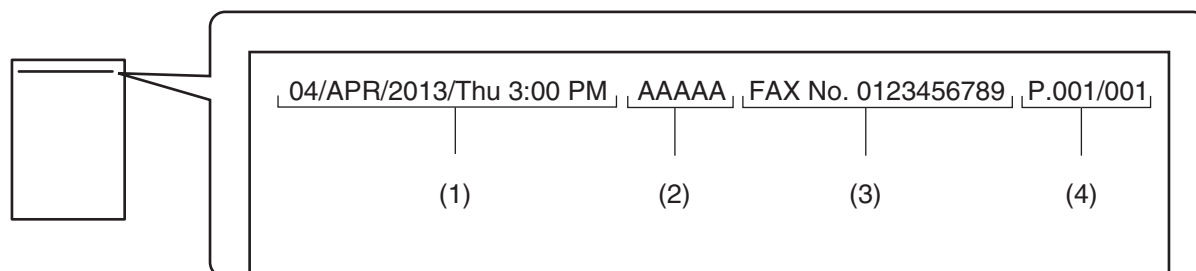 04/APR/2013/Thu 3:00 PM AAAAA FAX No. 0123456789 P.001/001
(1) (2) (3) (4)